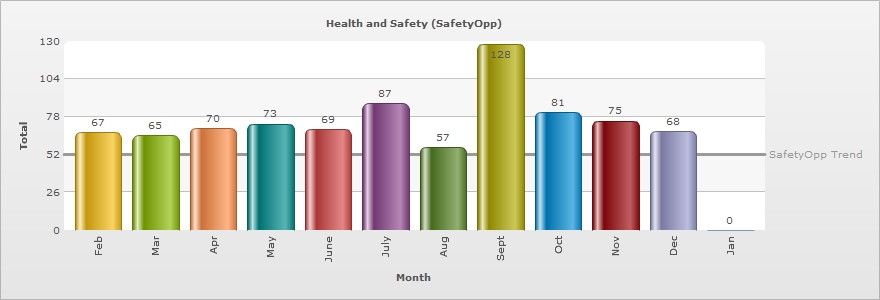 Health and Safety (SafetyOpp)
130
104
78
52
26
0
Total
67
65
70
73
69
87
57
128
81
75
68
0
SafetyOpp Trend
Feb
Mar
Apr
May
June
July
Aug
Sept
Oct
Nov
Dec
Jan
Month